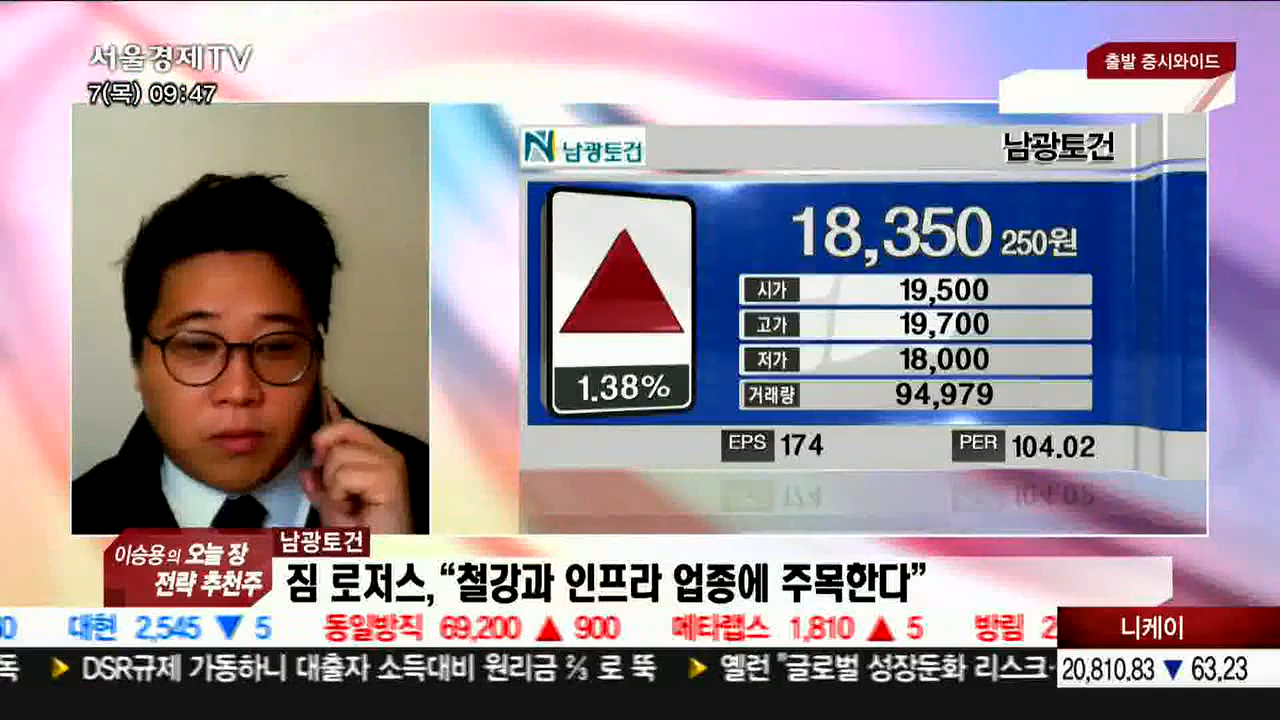 서울경제TV
7(목) 09:47
출발 증시와이드
남광토건
남광토건
18,350 250원
1.38%
시가 19,500
고가 19,700
저가 18,000
거래량 94,979
EPS 174
PER 104.02
이승용의 오늘 장
전략 추천주
남광토건
짐 로저스, “철강과 인프라 업종에 주목한다”
0 대현 2,545 ▼ 5 동일방직 69,200 ▲ 900 메타랩스 1,810 ▲ 5 방림 2
니케이
독 ▶ DSR규제 가동하니 대출자 소득대비 원리금 ⅔ 로 뚝 ▶ 옐런 "글로벌 성장둔화 리스크
20,810.83 ▼ 63,23